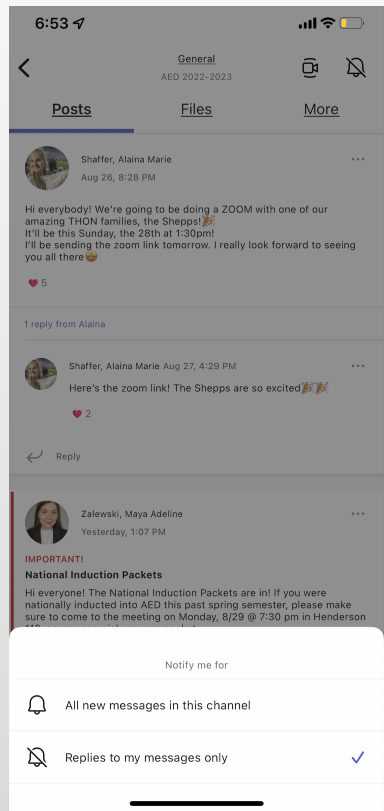 6:53
General
AED 2022-2023
Posts Files More
Shaffer, Alaina Marie
Aug 26, 8:28 PM
Hi everybody! We're going to be doing a ZOOM with one of our
amazing THON families, the Shepps!🎉
It'll be this Sunday, the 28th at 1:30pm!
I'll be sending the zoom link tomorrow. I really look forward to seeing
you all there🤩
5
1 reply from Alaina
Shaffer, Alaina Marie Aug 27, 4:29 PM
Here's the zoom link! The Shepps are so excited🎉🎉
2
Reply
Zalewski, Maya Adeline
Yesterday, 1:07 PM
IMPORTANT!
National Induction Packets
Hi everyone! The National Induction Packets are in! If you were
nationally inducted into AED this past spring semester, please make
sure to come to the meeting on Monday, 8/29 @ 7:30 pm in Henderson
Notify me for
All new messages in this channel
Replies to my messages only